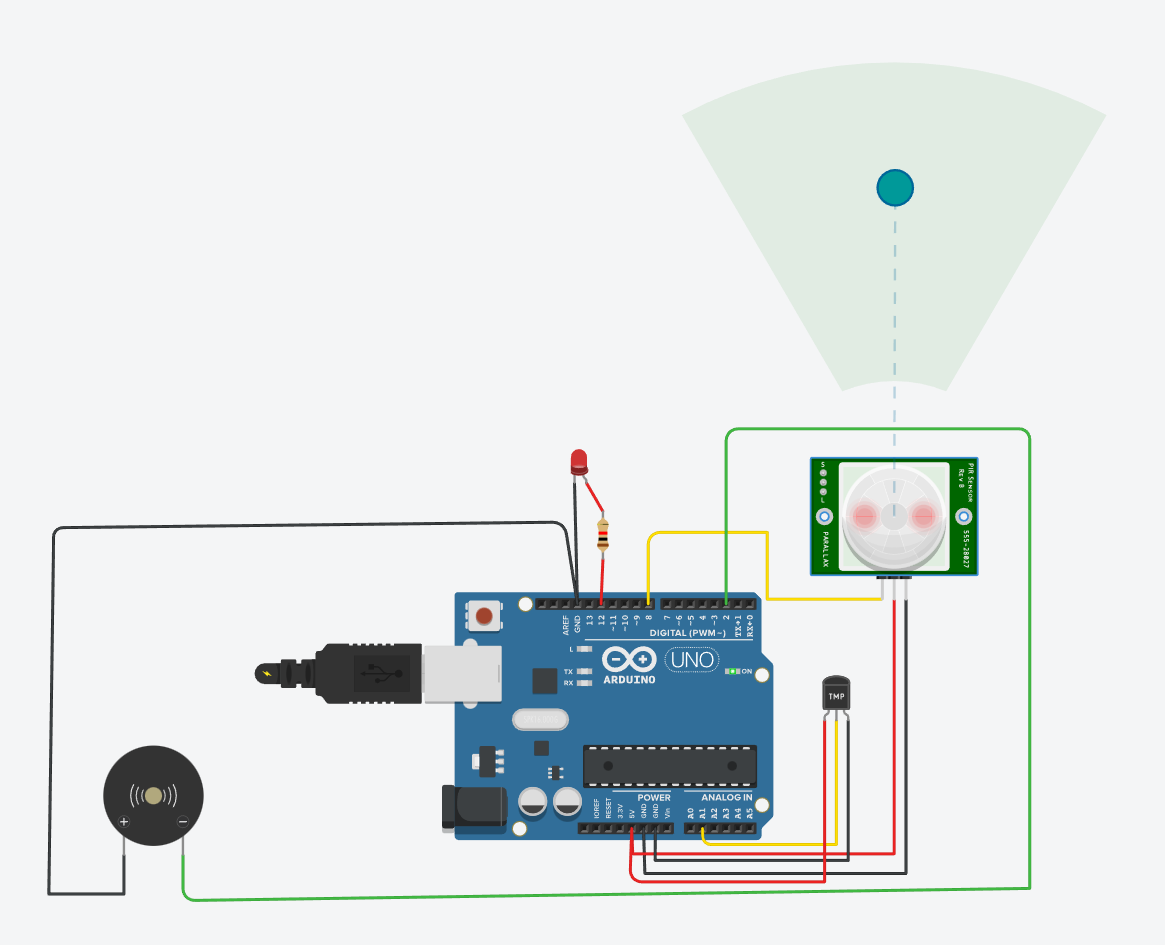 S
L
PIR SENSOR
Rev B
PARALLAX
555-28027
AREF
GND
13
12
~11
~10
~9
8
7
~6
~5
4
~3
2
TX→1
RX←0
DIGITAL (PWM~)
L
TX
RX
ARDUINO
UNO
ON
TMP
POWER
ANALOG IN
IOREF
RESET
3.3V
5V
GND
GND
Vin
A0
A1
A2
A3
A4
A5